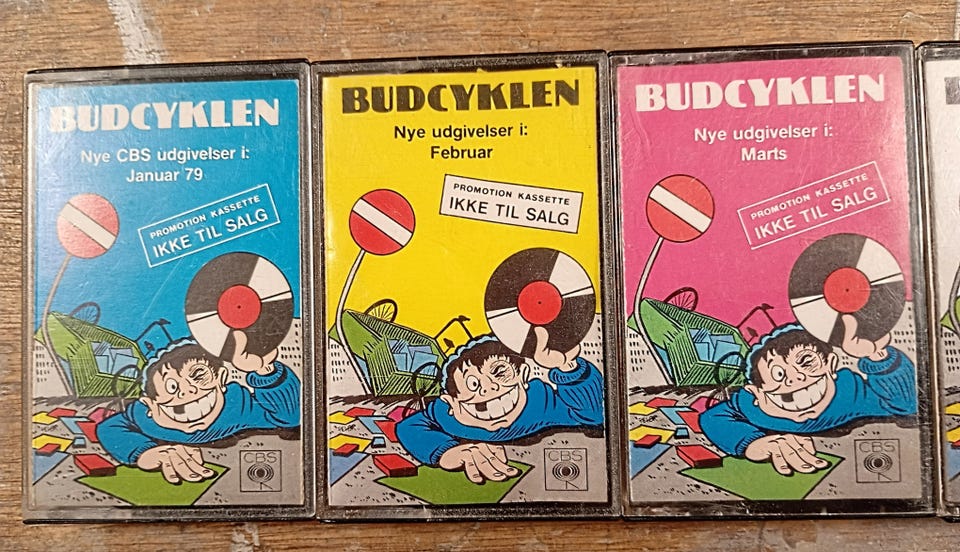 BUDCYKLEN
Nye CBS udgivelser i:
Januar 79
PROMOTION KASSETTE
IKKE TIL SALG
CBS
BUDCYKLEN
Nye udgivelser i:
Februar
PROMOTION KASSETTE
IKKE TIL SALG
CBS
BUDCYKLEN
Nye udgivelser i:
Marts
PROMOTION KASSETTE
IKKE TIL SALG
CBS